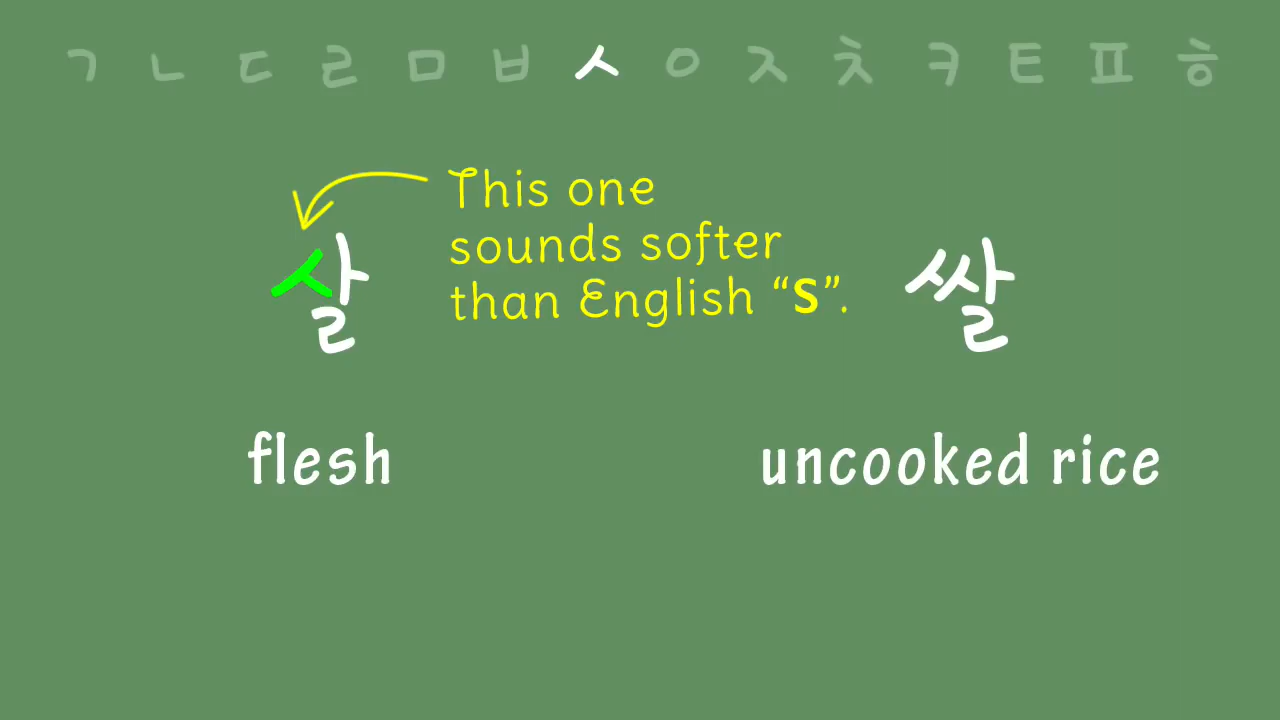 ㄱ ㄴ ㄷ ㄹ ㅁ ㅂ ㅅ ㅇ ㅈ ㅊ ㅋ ㅌ ㅍ ㅎ
This one
sounds softer
than English “S”.
살 쌀
flesh uncooked rice